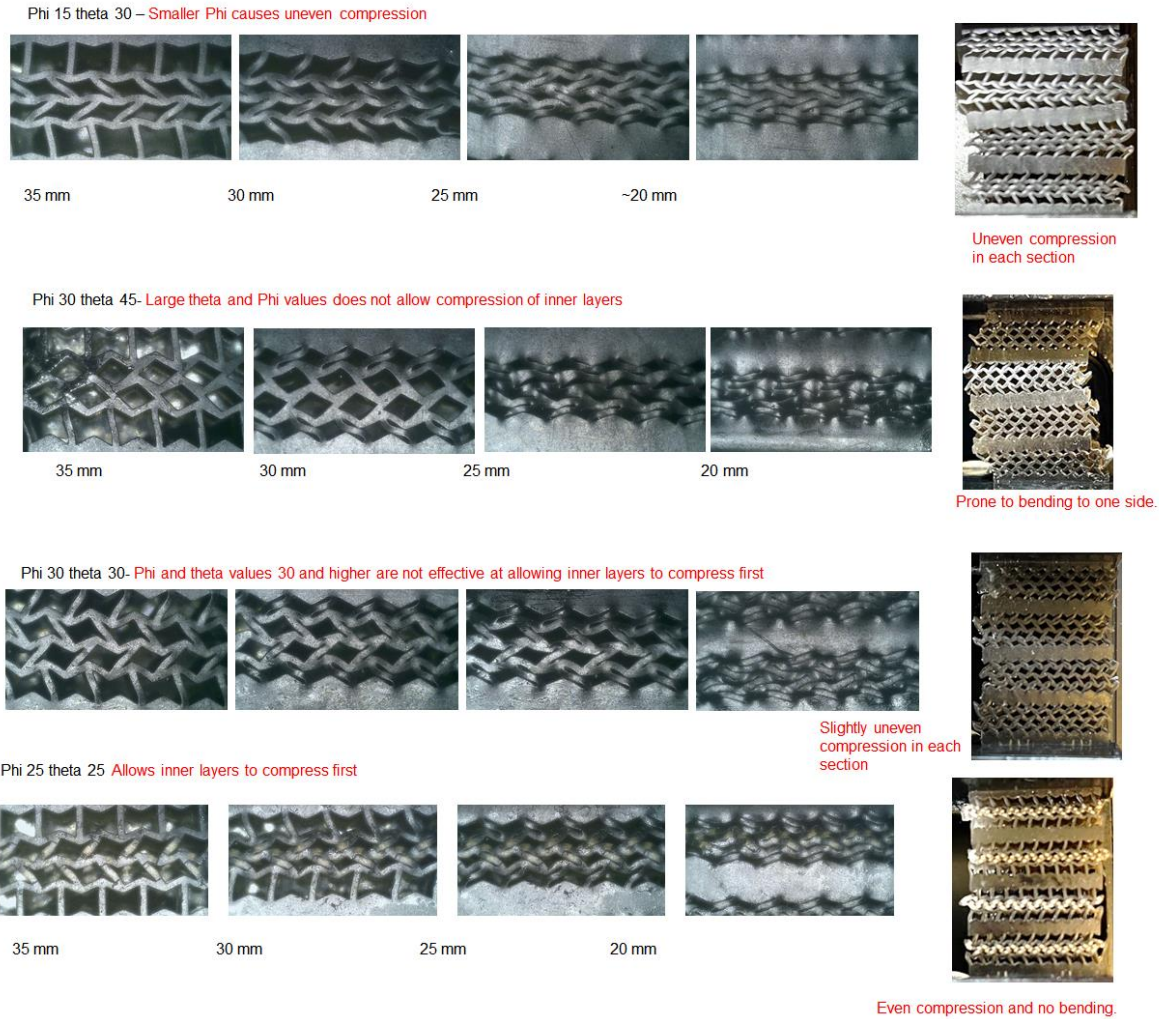 Phi 15 theta 30 – Smaller Phi causes uneven compression
35 mm
30 mm
25 mm
~20 mm
Uneven compression
in each section
Phi 30 theta 45- Large theta and Phi values does not allow compression of inner layers
35 mm
30 mm
25 mm
20 mm
Prone to bending to one side.
Phi 30 theta 30- Phi and theta values 30 and higher are not effective at allowing inner layers to compress first
Slightly uneven
compression in each
section
Phi 25 theta 25 Allows inner layers to compress first
35 mm
30 mm
25 mm
20 mm
Even compression and no bending.